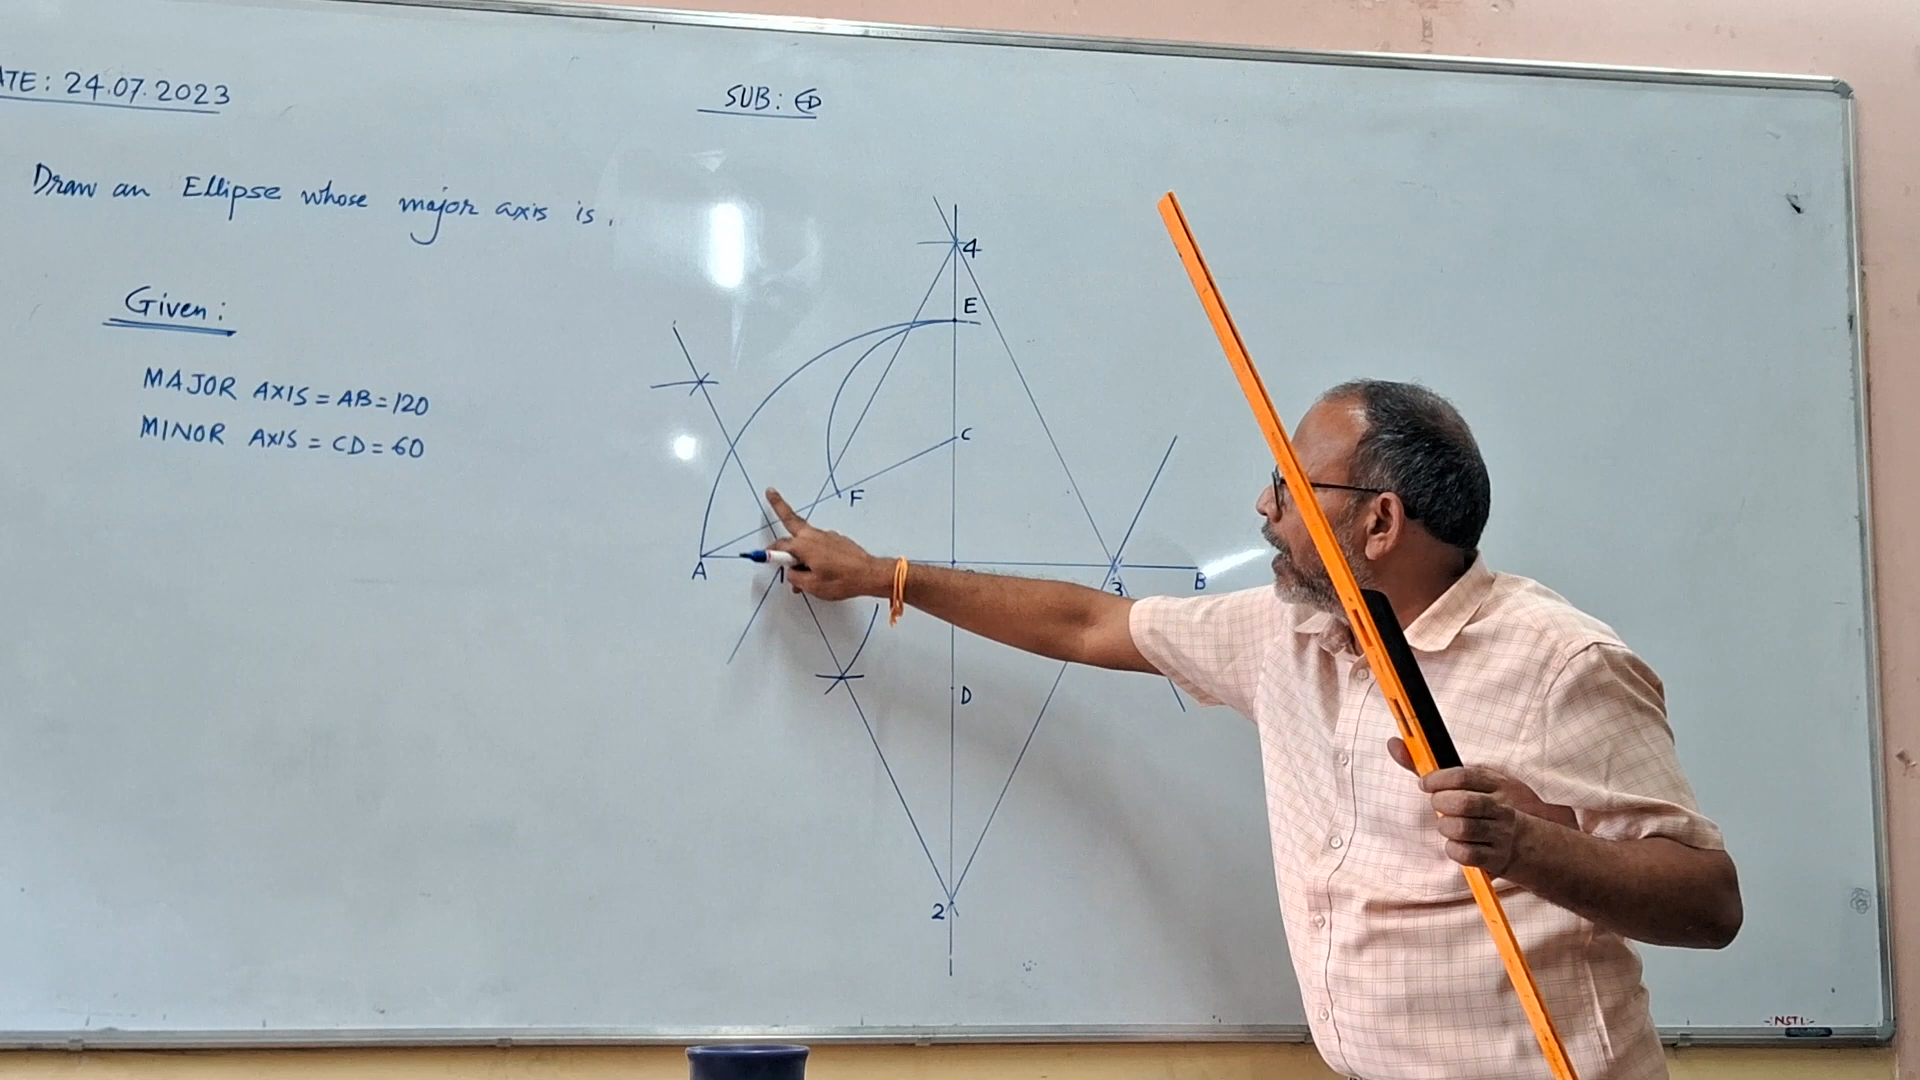 ATE: 24.07.2023
SUB: ED
Draw an Ellipse whose major axis is.
Given:
MAJOR AXIS = AB = 120
MINOR AXIS = CD = 60
4
E
C
F
A
1
3
B
D
2
-:NSTI:-